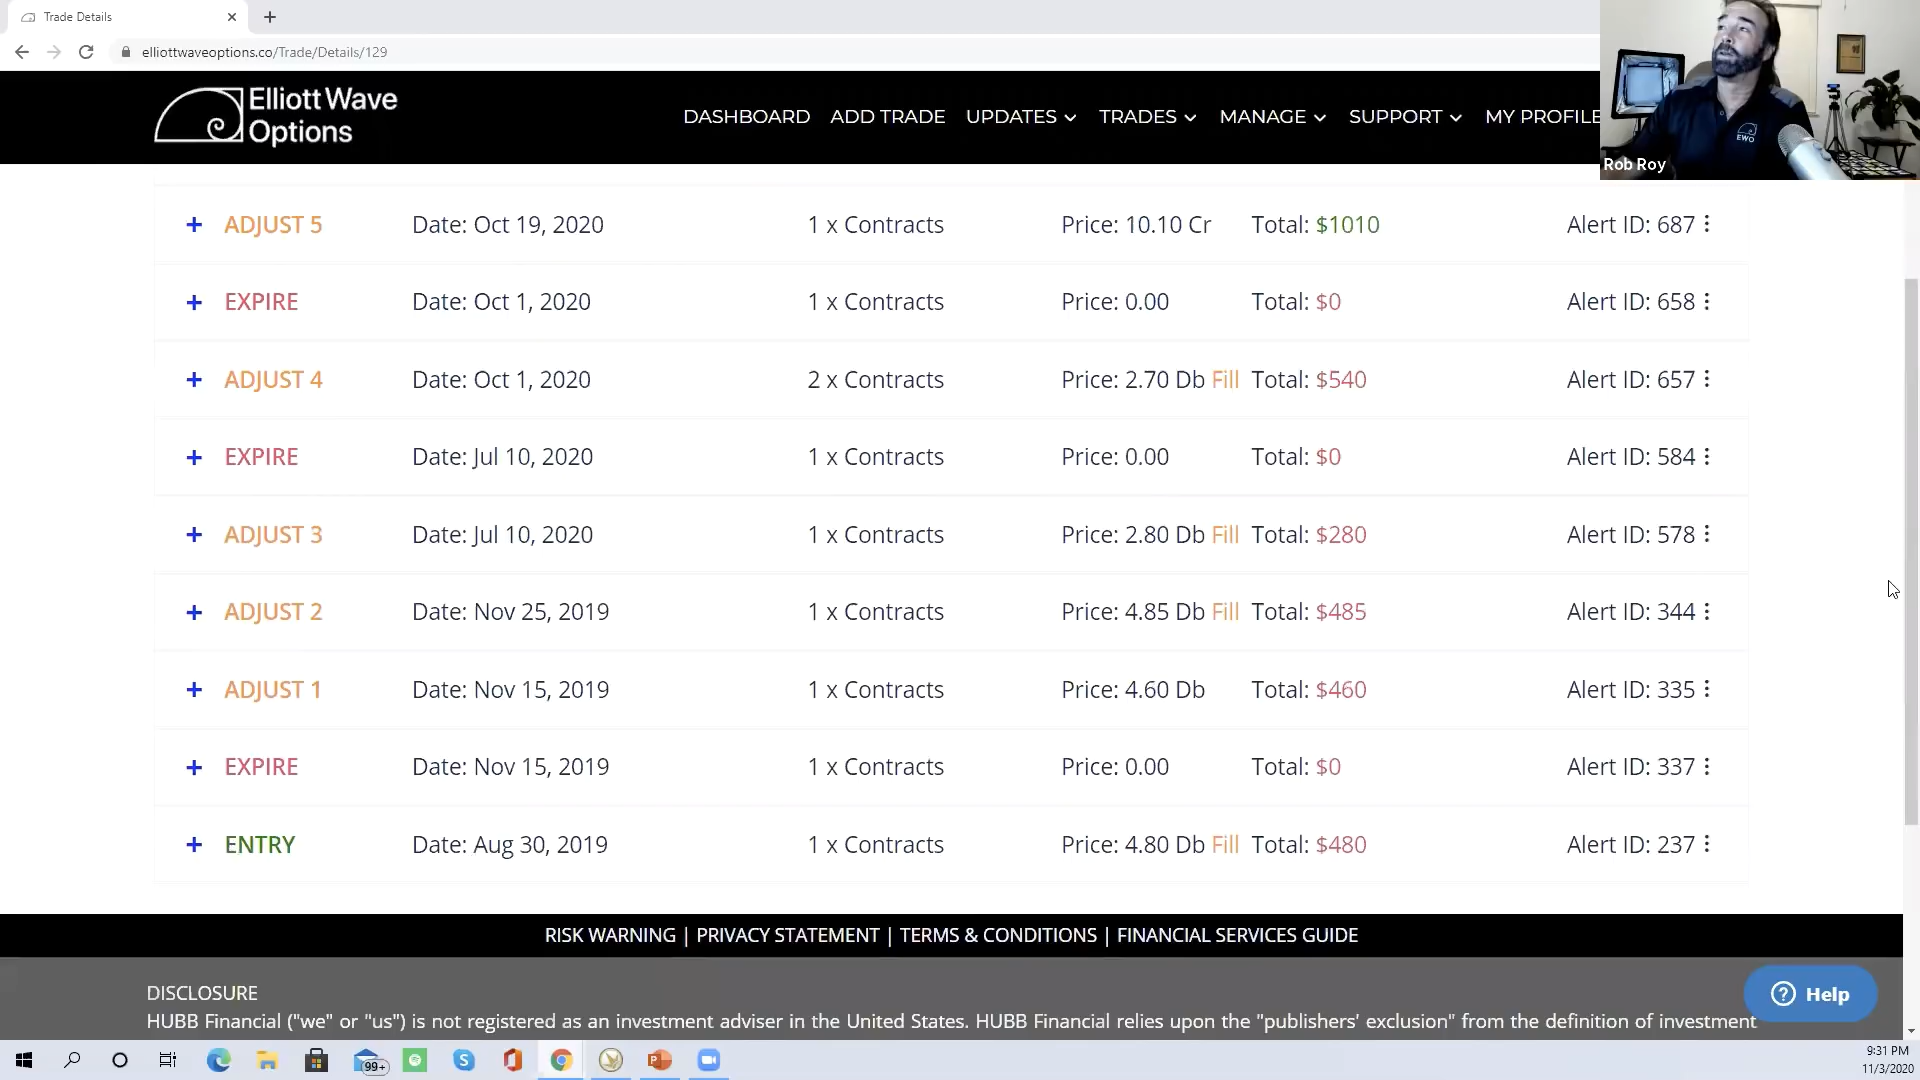 Trade Details
elliottwaveoptions.co/Trade/Details/129
Elliott Wave
Options
DASHBOARD ADD TRADE UPDATES TRADES MANAGE SUPPORT MY PROFILE
EWO
Rob Roy
+ ADJUST 5 Date: Oct 19, 2020 1 x Contracts Price: 10.10 Cr Total: $1010 Alert ID: 687
+ EXPIRE Date: Oct 1, 2020 1 x Contracts Price: 0.00 Total: $0 Alert ID: 658
+ ADJUST 4 Date: Oct 1, 2020 2 x Contracts Price: 2.70 Db Fill Total: $540 Alert ID: 657
+ EXPIRE Date: Jul 10, 2020 1 x Contracts Price: 0.00 Total: $0 Alert ID: 584
+ ADJUST 3 Date: Jul 10, 2020 1 x Contracts Price: 2.80 Db Fill Total: $280 Alert ID: 578
+ ADJUST 2 Date: Nov 25, 2019 1 x Contracts Price: 4.85 Db Fill Total: $485 Alert ID: 344
+ ADJUST 1 Date: Nov 15, 2019 1 x Contracts Price: 4.60 Db Total: $460 Alert ID: 335
+ EXPIRE Date: Nov 15, 2019 1 x Contracts Price: 0.00 Total: $0 Alert ID: 337
+ ENTRY Date: Aug 30, 2019 1 x Contracts Price: 4.80 Db Fill Total: $480 Alert ID: 237
RISK WARNING | PRIVACY STATEMENT | TERMS & CONDITIONS | FINANCIAL SERVICES GUIDE
DISCLOSURE
HUBB Financial ("we" or "us") is not registered as an investment adviser in the United States. HUBB Financial relies upon the "publishers' exclusion" from the definition of investment
? Help
99+
9:31 PM
11/3/2020